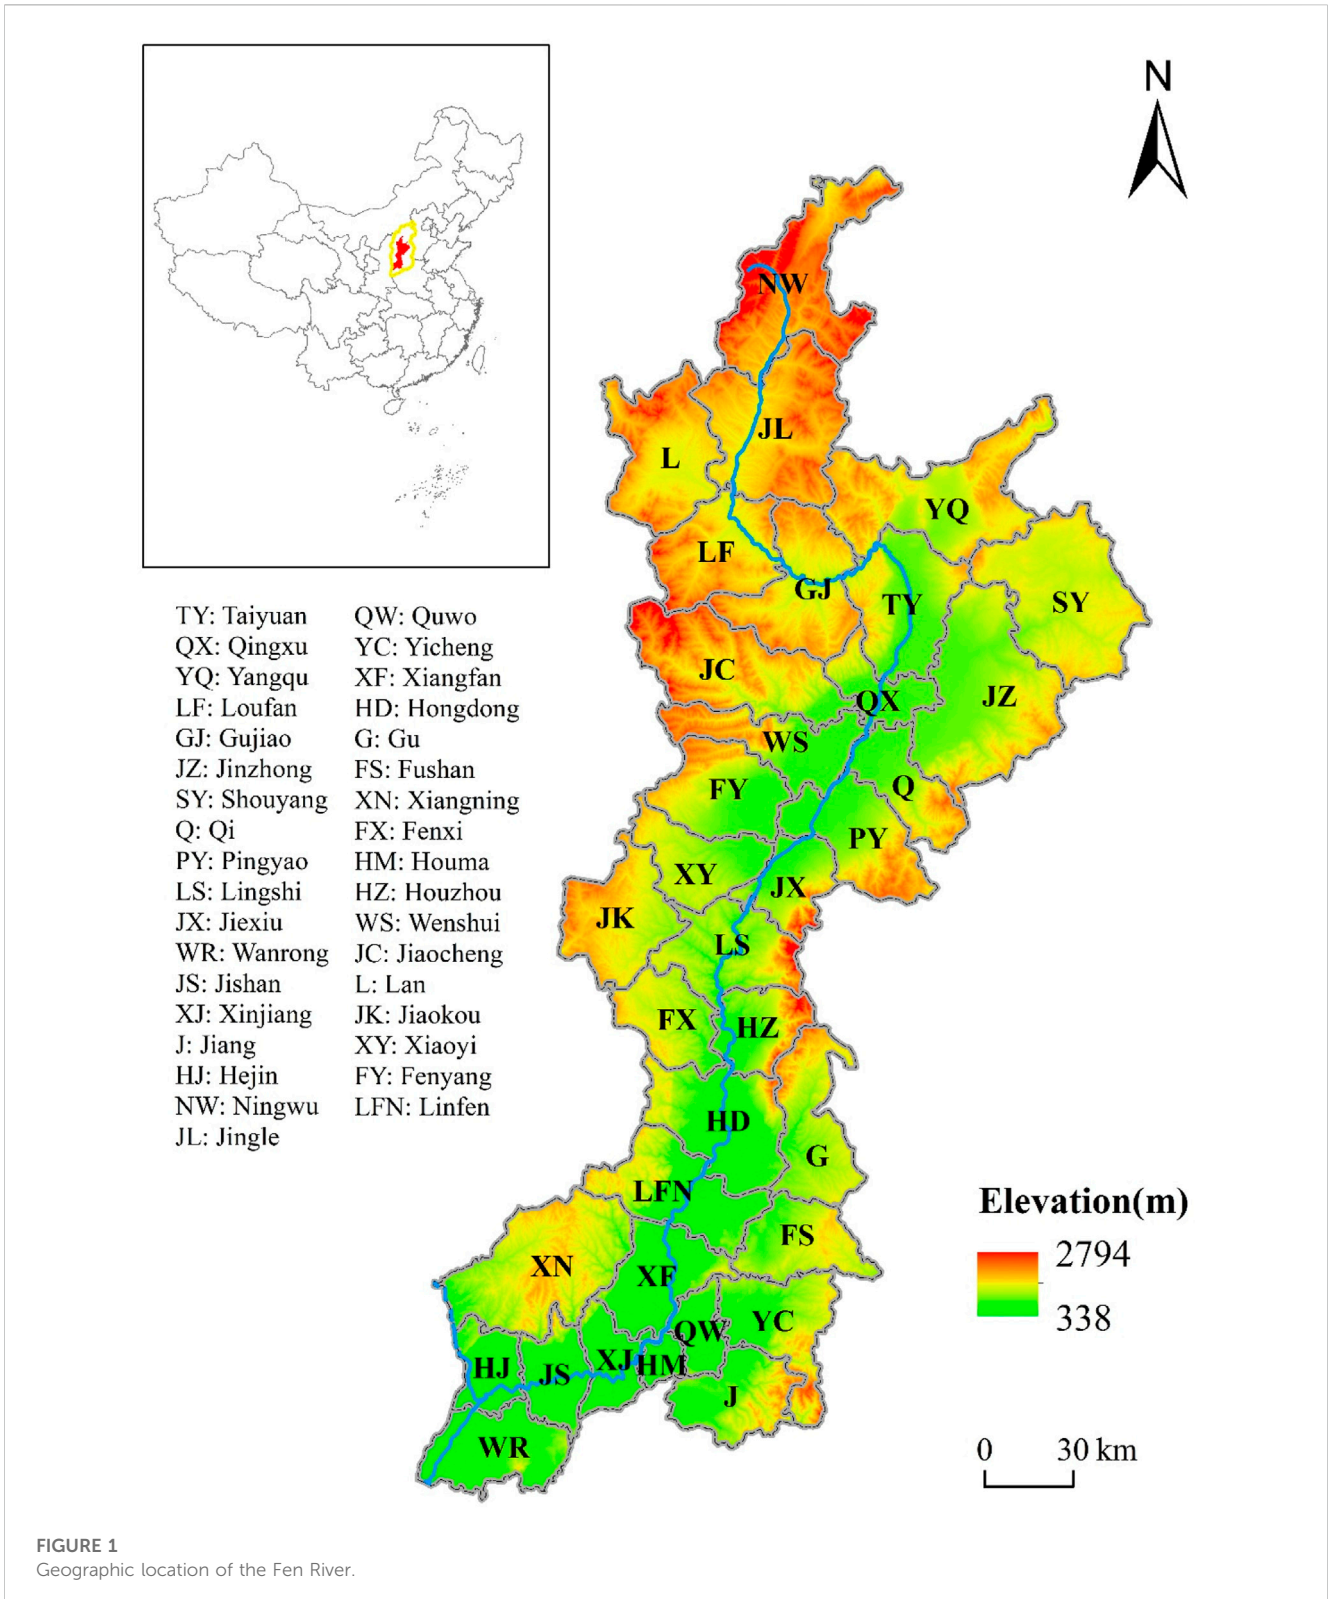 N
NW
JL
L
YQ
LF
GJ
TY
SY
JC
QX
JZ
WS
FY
Q
PY
XY
JX
JK
LS
FX
HZ
HD
G
LFN
FS
XN
XF
QW
YC
HJ
JS
XJ
HM
J
WR
TY: Taiyuan
QX: Qingxu
YQ: Yangqu
LF: Loufan
GJ: Gujiao
JZ: Jinzhong
SY: Shouyang
Q: Qi
PY: Pingyao
LS: Lingshi
JX: Jiexiu
WR: Wanrong
JS: Jishan
XJ: Xinjiang
J: Jiang
HJ: Hejin
NW: Ningwu
JL: Jingle
QW: Quwo
YC: Yicheng
XF: Xiangfan
HD: Hongdong
G: Gu
FS: Fushan
XN: Xiangning
FX: Fenxi
HM: Houma
HZ: Houzhou
WS: Wenshui
JC: Jiaocheng
L: Lan
JK: Jiaokou
XY: Xiaoyi
FY: Fenyang
LFN: Linfen
Elevation(m)
2794
338
0 30 km
FIGURE 1
Geographic location of the Fen River.